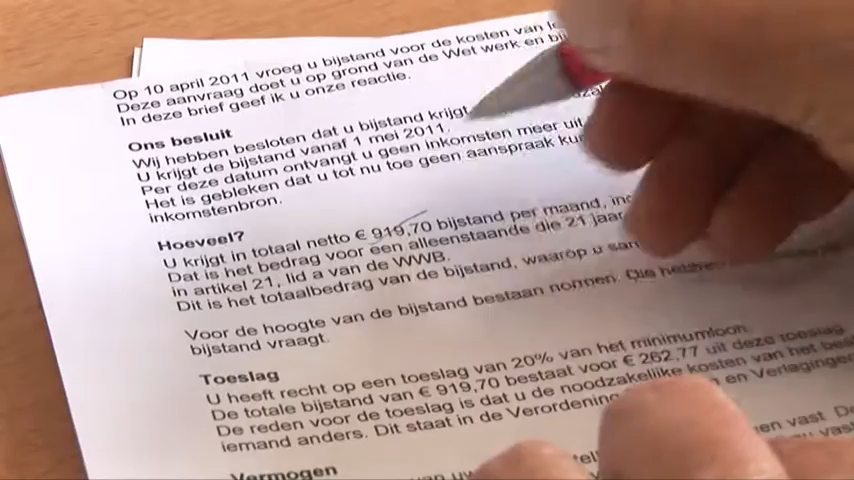 Op 10 april 2011 vroeg u bijstand voor de kosten van
Deze aanvraag doet u op grond van de Wet werk en
In deze brief geef ik u onze reactie.
Ons besluit
Wij hebben besloten dat u bijstand krijgt
U krijgt de bijstand vanaf 1 mei 2011.
Per deze datum ontvangt u geen inkomsten meer uit
Het is gebleken dat u tot nu toe geen aanspraak
inkomstenbron.
Hoeveel?
U krijgt in totaal netto € 919,70 bijstand per maand,
Dat is het bedrag voor een alleenstaande die 21 jaar
in artikel 21, lid a van de WWB.
Dit is het totaalbedrag van de bijstand, waarop u
Voor de hoogte van de bijstand bestaan normen. Die
bijstand vraagt.
Toeslag
U heeft recht op een toeslag van 20% van het minimumloon.
De totale bijstand van € 919,70 bestaat voor € 262,77 uit deze toeslag
De reden voor de toeslag is dat u de noodzakelijke kosten van het
iemand anders. Dit staat in de Verordening en Verlagingen
vast. De
Vermogen
van uw